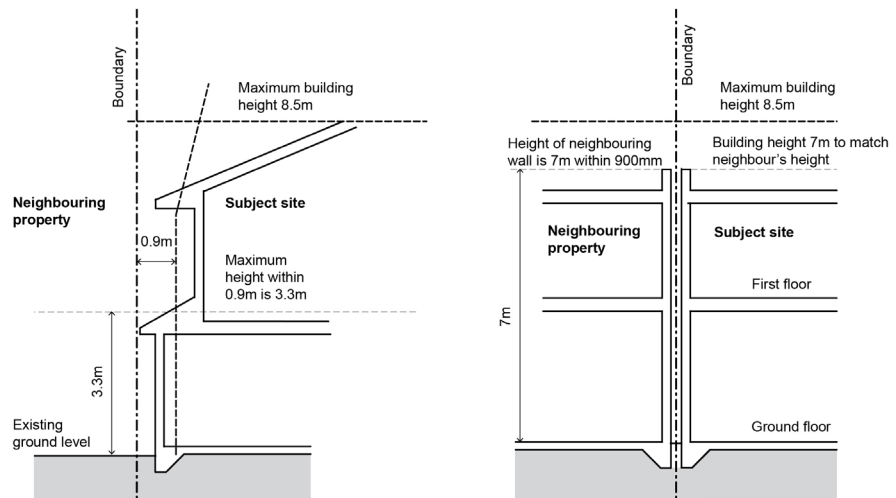 Boundary
Maximum building
height 8.5m
Neighbouring
property
Subject site
0.9m
Maximum
height within
0.9m is 3.3m
3.3m
Existing
ground level
Boundary
Maximum building
height 8.5m
Height of neighbouring
wall is 7m within 900mm
Building height 7m to match
neighbour's height
Neighbouring
property
Subject site
First floor
7m
Ground floor